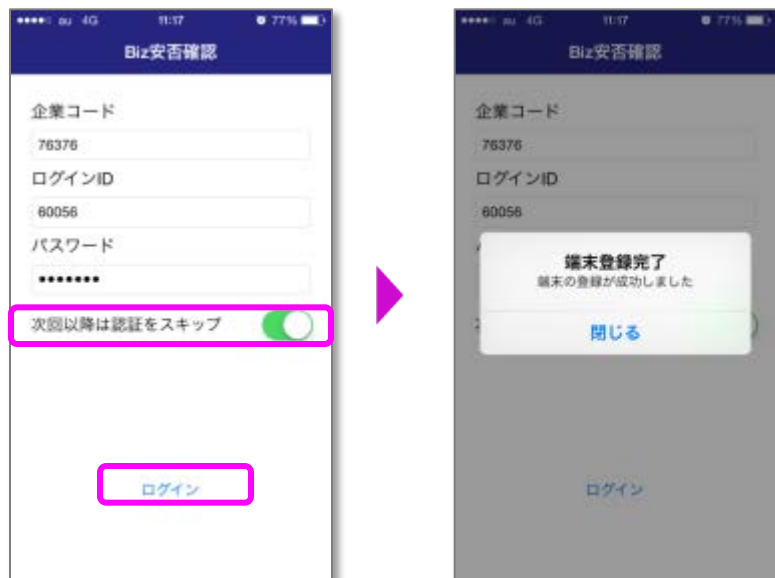 au 4G 11:17 77%
Biz安否確認
企業コード
76376
ログインID
60056
パスワード
•••••••
次回以降は認証をスキップ
ログイン
au 4G 11:17 77%
Biz安否確認
企業コード
76376
ログインID
60056
端末登録完了
端末の登録が成功しました
閉じる
ログイン